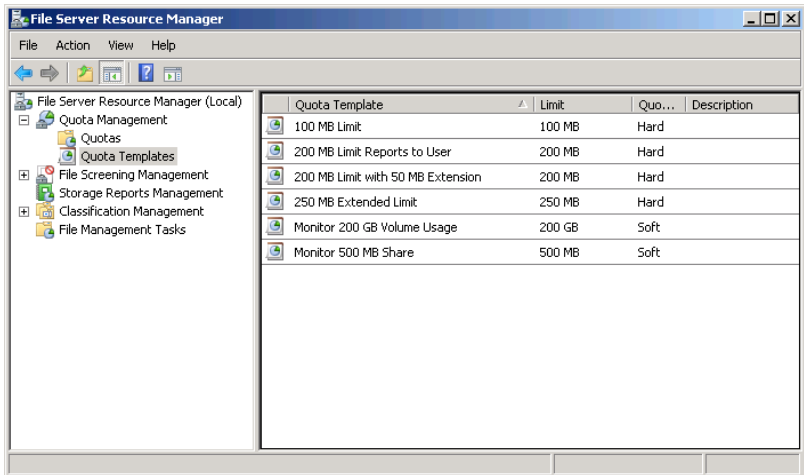 File Server Resource Manager
File Action View Help
File Server Resource Manager (Local)
Quota Management
Quotas
Quota Templates
File Screening Management
Storage Reports Management
Classification Management
File Management Tasks
Quota Template Limit Quo... Description
100 MB Limit 100 MB Hard
200 MB Limit Reports to User 200 MB Hard
200 MB Limit with 50 MB Extension 200 MB Hard
250 MB Extended Limit 250 MB Hard
Monitor 200 GB Volume Usage 200 GB Soft
Monitor 500 MB Share 500 MB Soft